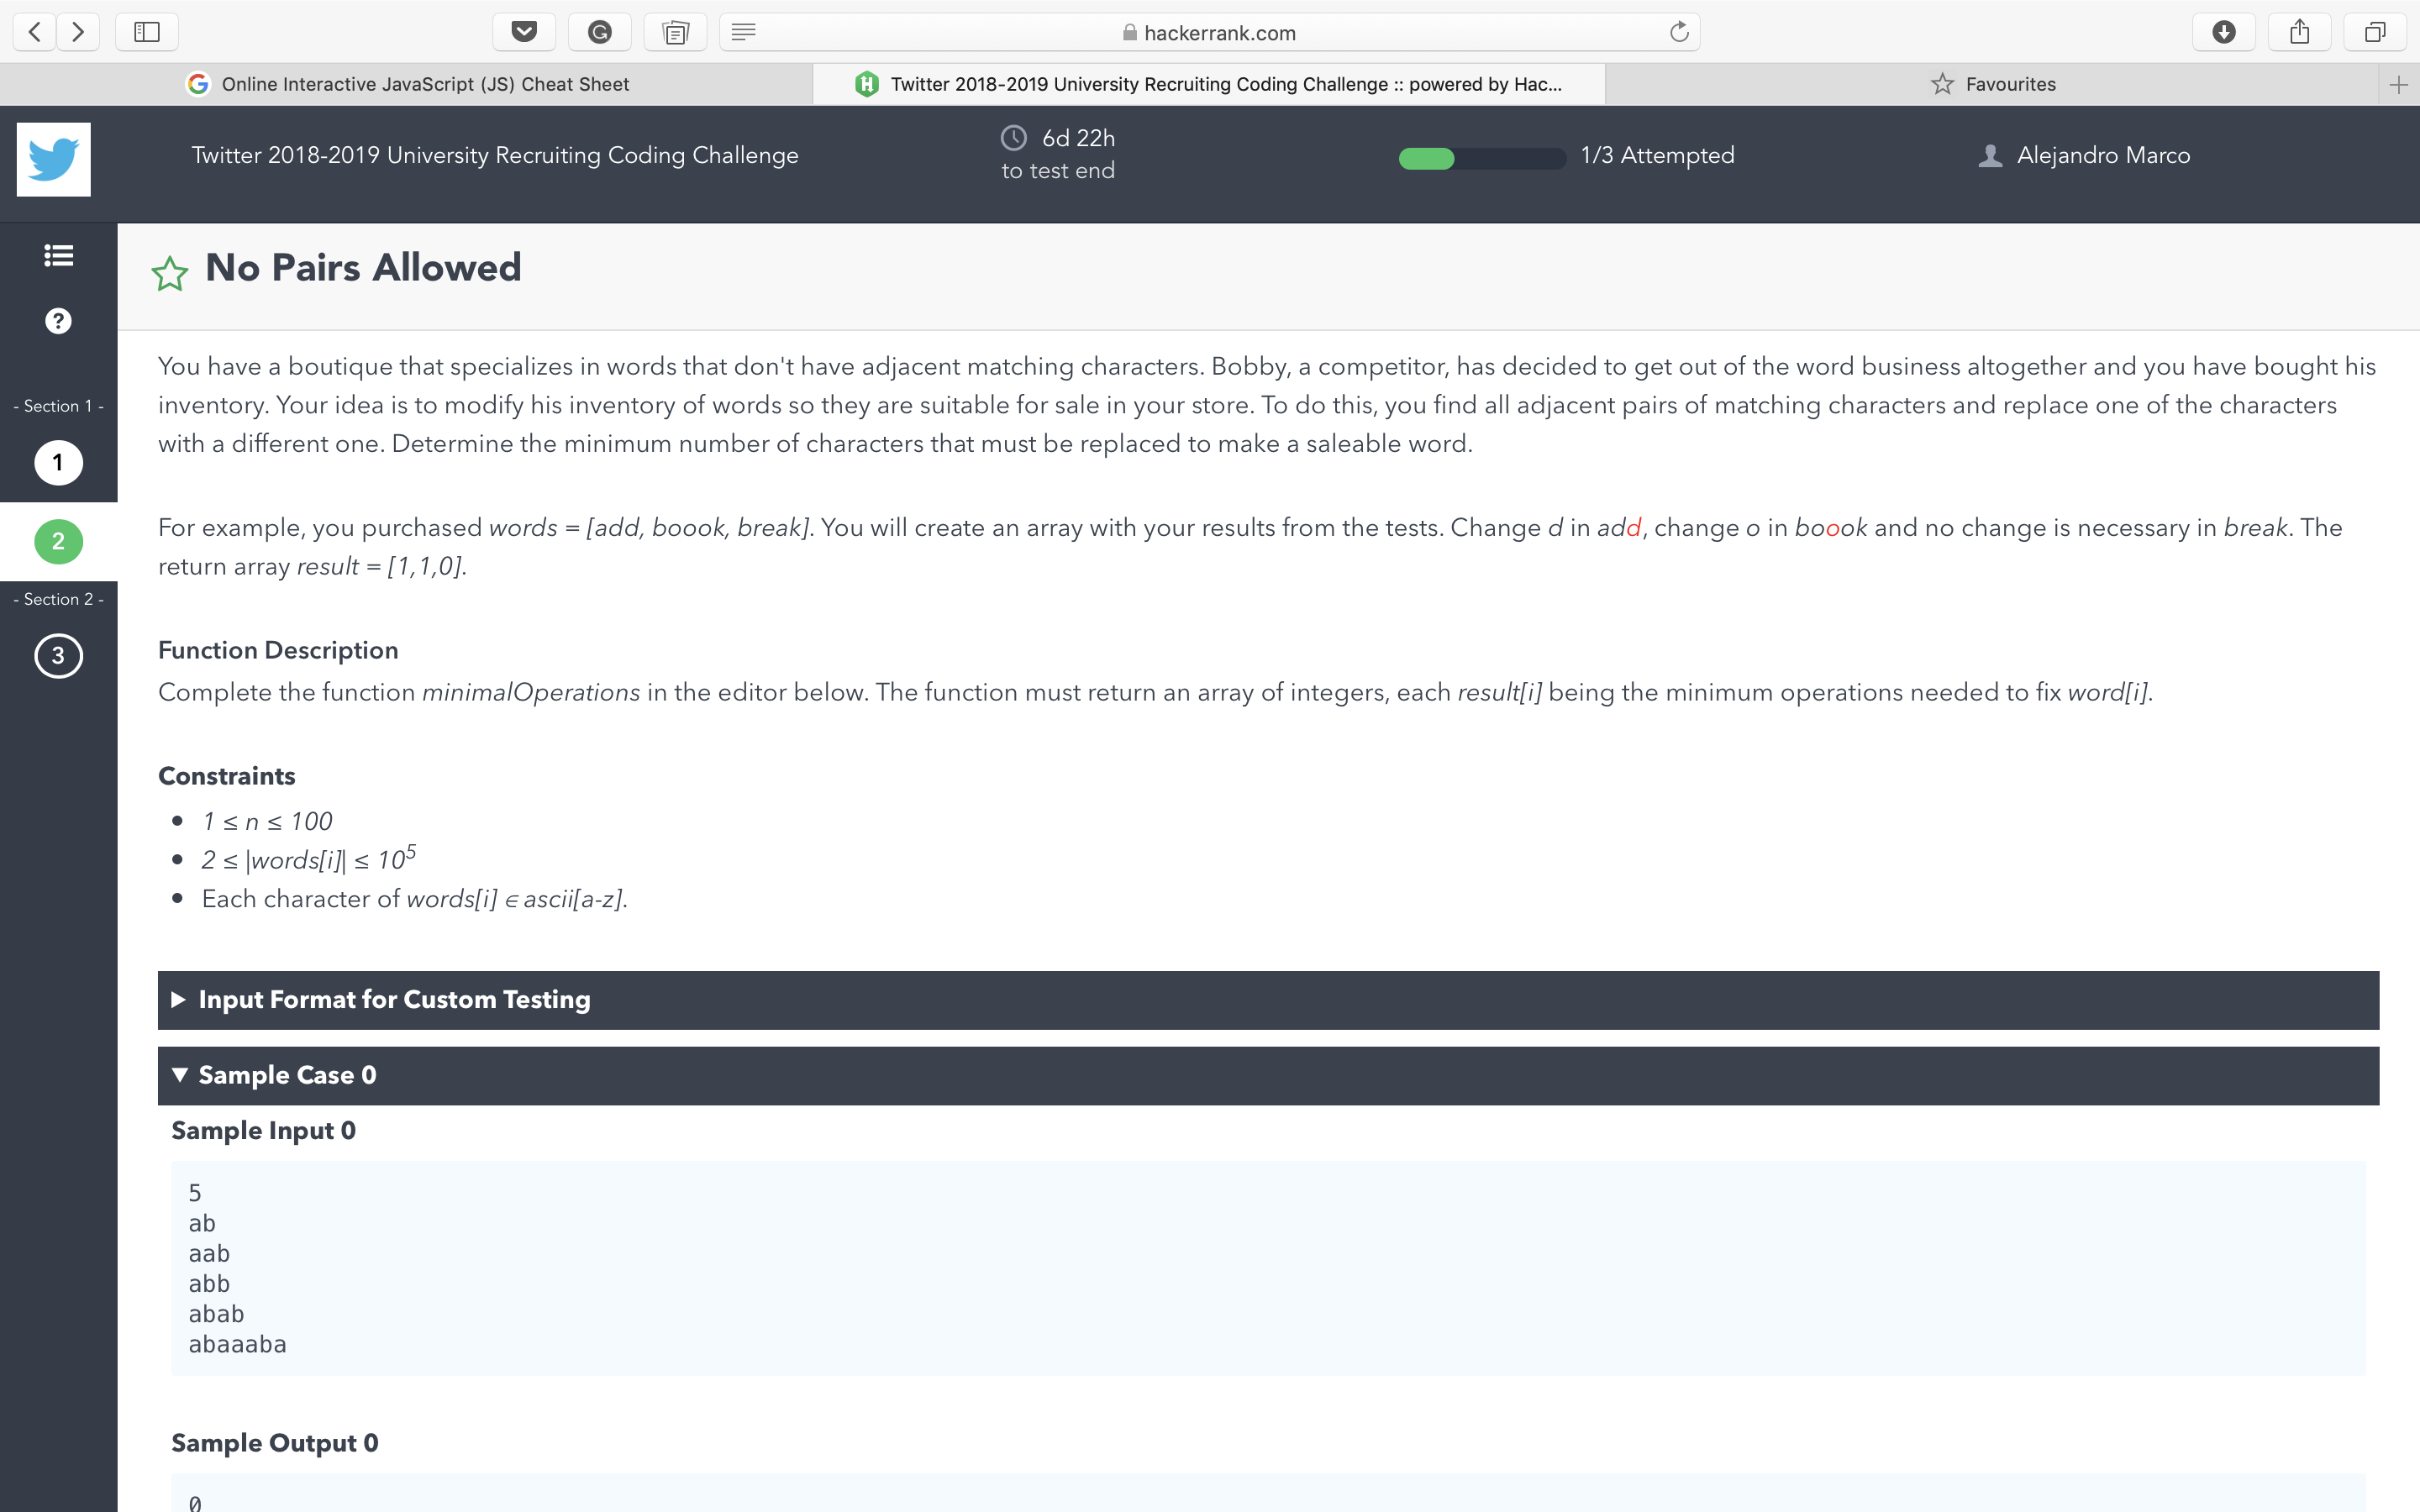 hackerrank.com
Online Interactive JavaScript (JS) Cheat Sheet
Twitter 2018-2019 University Recruiting Coding Challenge :: powered by Hac...
Favourites
Twitter 2018-2019 University Recruiting Coding Challenge
6d 22h
to test end
1/3 Attempted
Alejandro Marco
No Pairs Allowed
- Section 1 -
1
2
- Section 2 -
3
You have a boutique that specializes in words that don't have adjacent matching characters. Bobby, a competitor, has decided to get out of the word business altogether and you have bought his
inventory. Your idea is to modify his inventory of words so they are suitable for sale in your store. To do this, you find all adjacent pairs of matching characters and replace one of the characters
with a different one. Determine the minimum number of characters that must be replaced to make a saleable word.
For example, you purchased words = [add, boook, break]. You will create an array with your results from the tests. Change d in add, change o in boook and no change is necessary in break. The
return array result = [1,1,0].
Function Description
Complete the function minimalOperations in the editor below. The function must return an array of integers, each result[i] being the minimum operations needed to fix word[i].
Constraints
• 1 ≤ n ≤ 100
• 2 ≤ |words[i]| ≤ 10⁵
• Each character of words[i] ∈ ascii[a-z].
Input Format for Custom Testing
Sample Case 0
Sample Input 0
5
ab
aab
abb
abab
abaaaba
Sample Output 0
0